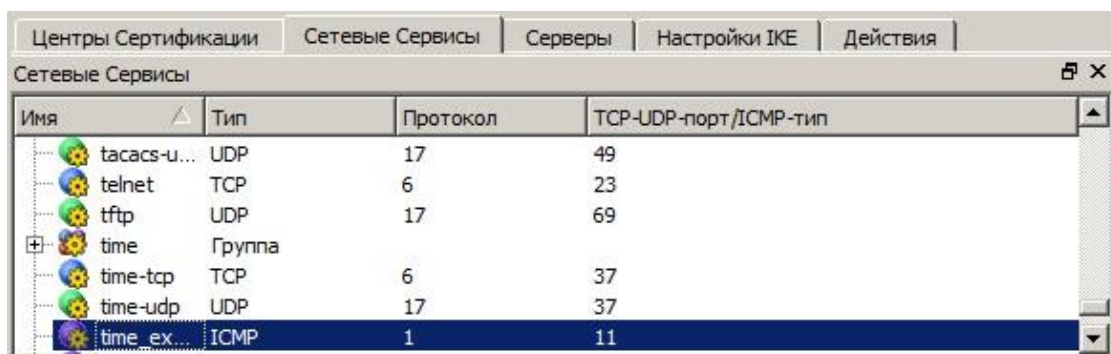 Центры Сертификации Сетевые Сервисы Серверы Настройки IKE Действия
Сетевые Сервисы
Имя Тип Протокол TCP-UDP-порт/ICMP-тип
tacacs-u... UDP 17 49
telnet TCP 6 23
tftp UDP 17 69
time Группа
time-tcp TCP 6 37
time-udp UDP 17 37
time_ex... ICMP 1 11